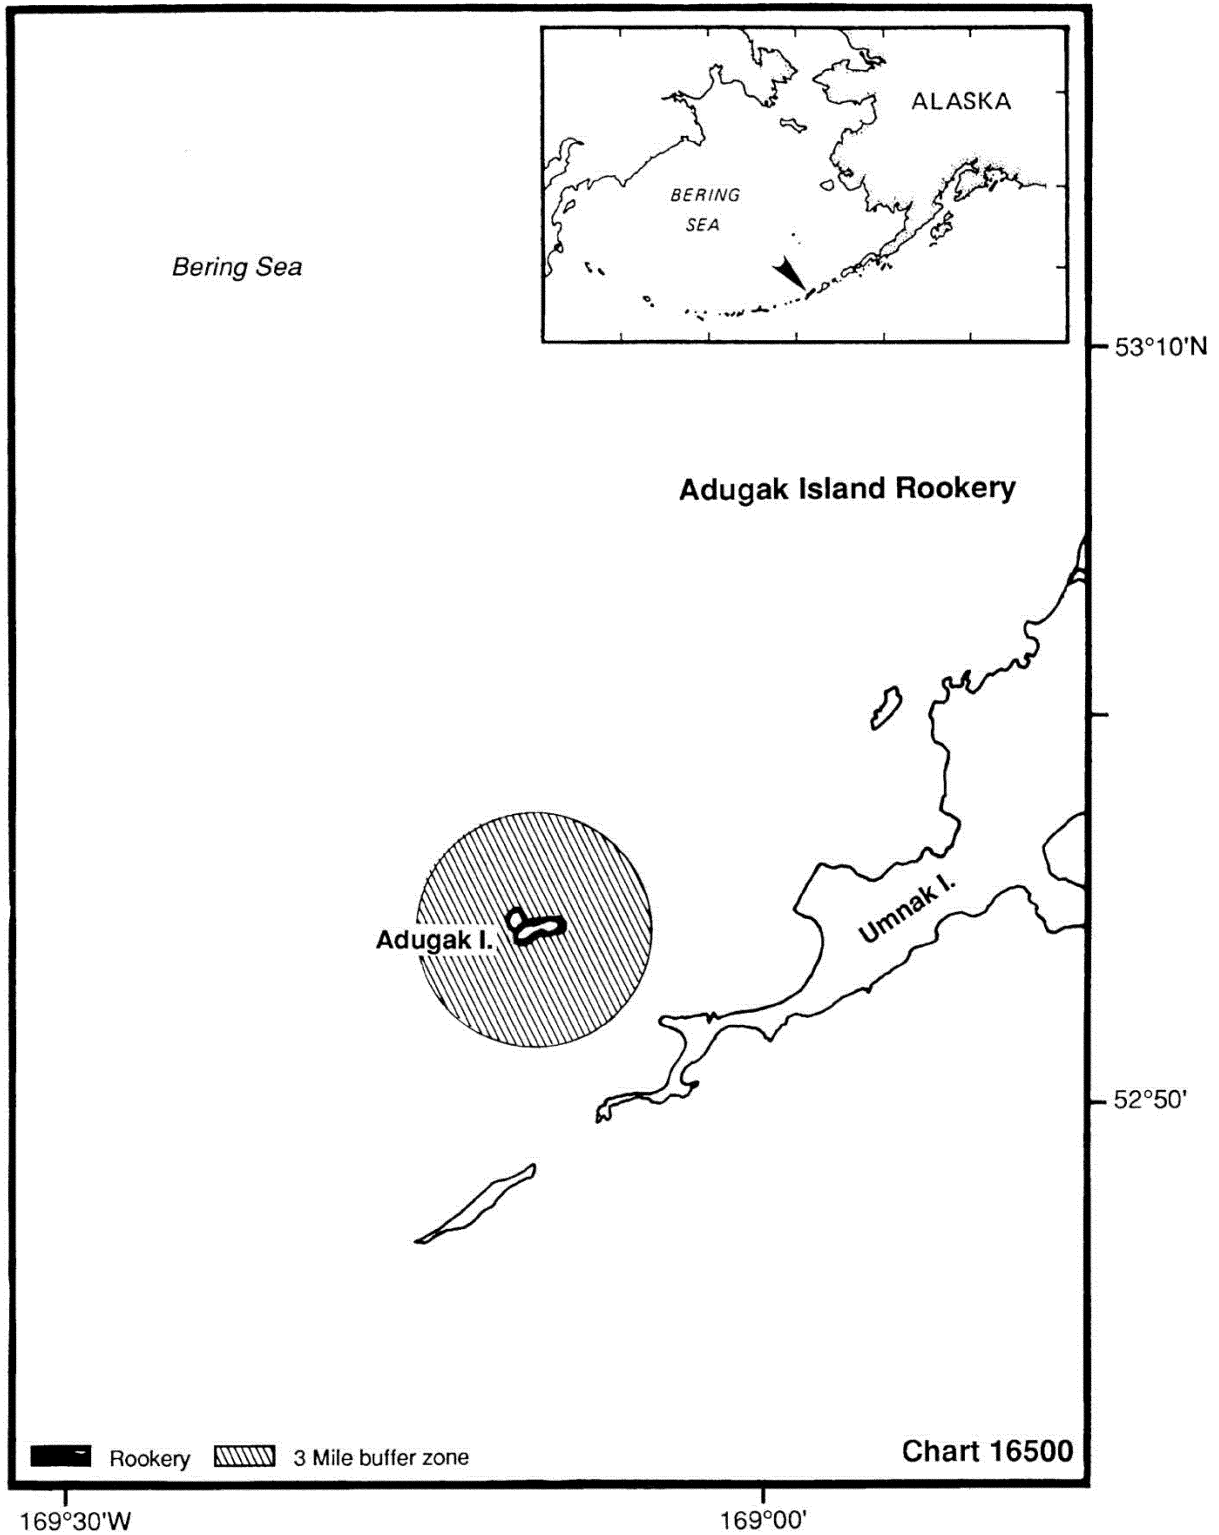 ALASKA
BERING
SEA
Bering Sea
53°10'N
Adugak Island Rookery
Umnak I.
Adugak I.
52°50'
Rookery
3 Mile buffer zone
Chart 16500
169°30'W
169°00'